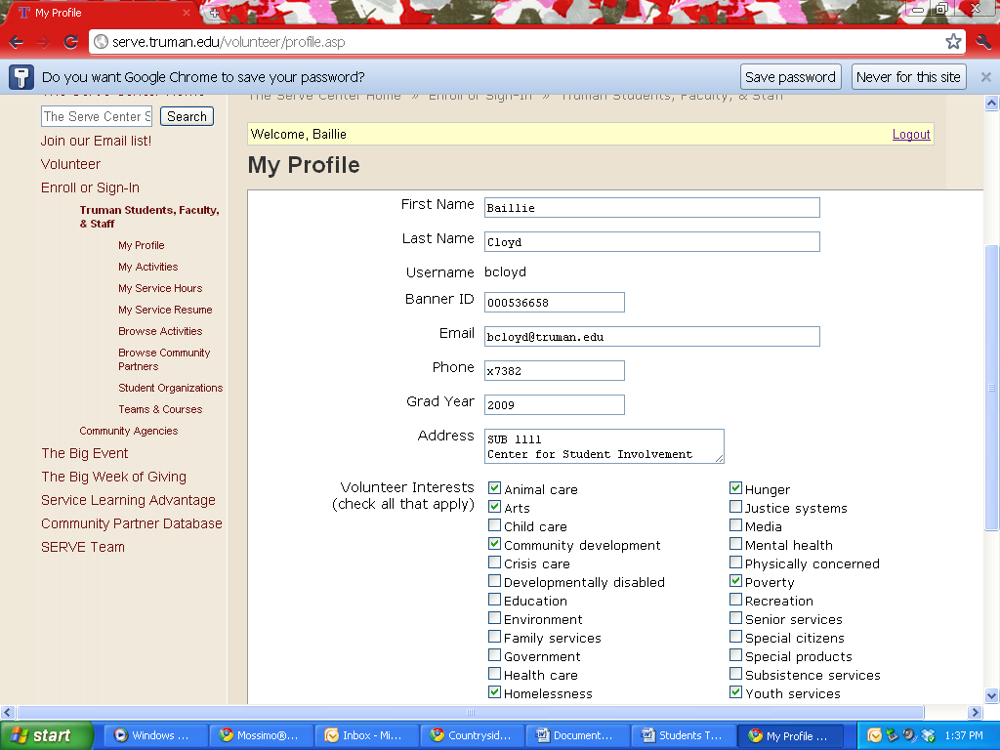 My Profile
serve.truman.edu/volunteer/profile.asp
Do you want Google Chrome to save your password?
Save password
Never for this site
The Serve Center Home
The Serve Center Home » Enroll or Sign-In » Truman Students, Faculty, & Staff
The Serve Center S
Search
Join our Email list!
Volunteer
Enroll or Sign-In
Truman Students, Faculty,
& Staff
My Profile
My Activities
My Service Hours
My Service Resume
Browse Activities
Browse Community
Partners
Student Organizations
Teams & Courses
Community Agencies
The Big Event
The Big Week of Giving
Service Learning Advantage
Community Partner Database
SERVE Team
Welcome, Baillie
Logout
My Profile
First Name Baillie
Last Name Cloyd
Username bcloyd
Banner ID 000536658
Email bcloyd@truman.edu
Phone x7382
Grad Year 2009
Address SUB 1111
Center for Student Involvement
Volunteer Interests
(check all that apply)
Animal care
Arts
Child care
Community development
Crisis care
Developmentally disabled
Education
Environment
Family services
Government
Health care
Homelessness
Hunger
Justice systems
Media
Mental health
Physically concerned
Poverty
Recreation
Senior services
Special citizens
Special products
Subsistence services
Youth services
start
Windows ...
Mossimo®...
Inbox - Mi...
Countrysid...
Document...
Students T...
My Profile ...
1:37 PM